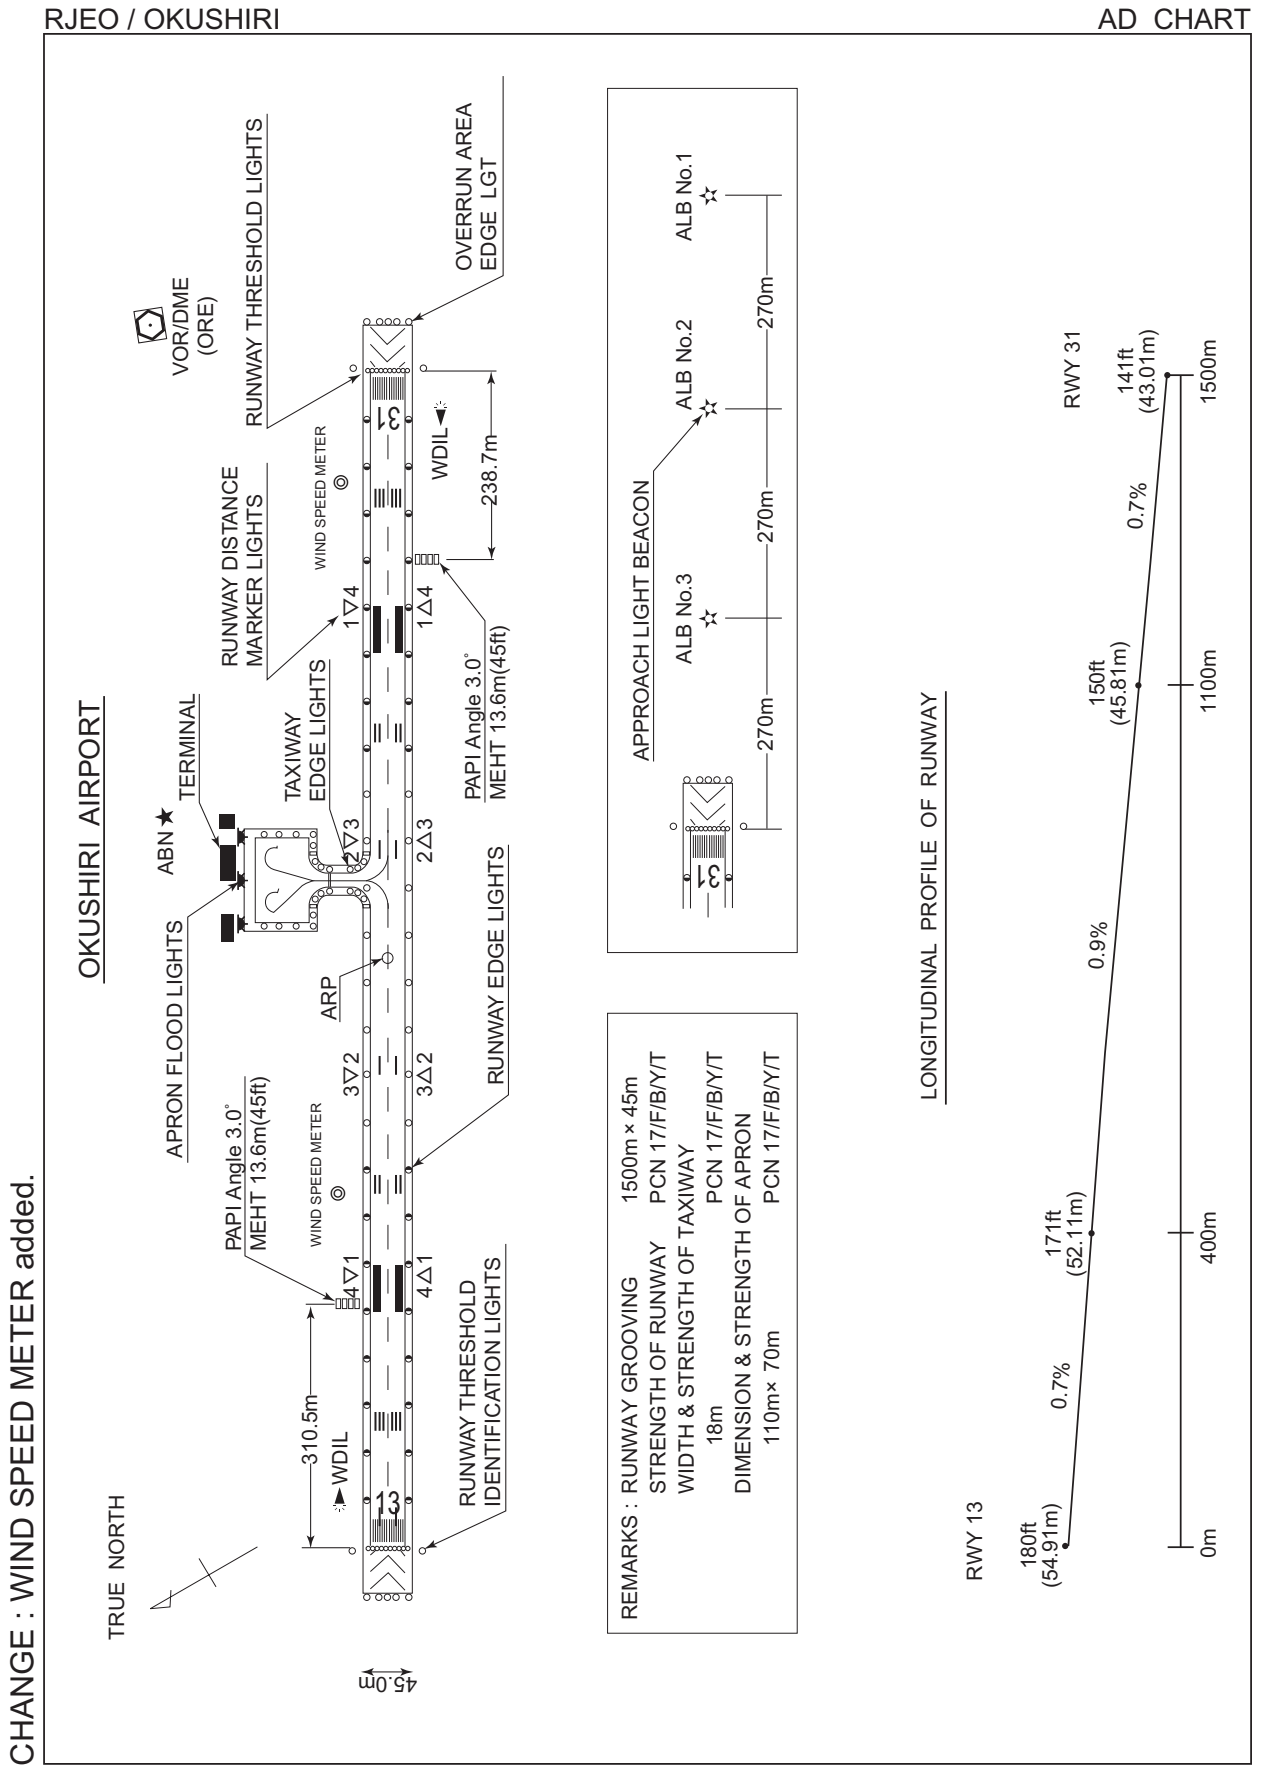 RJEO / OKUSHIRI
AD CHART
CHANGE : WIND SPEED METER added.
OKUSHIRI AIRPORT
TRUE NORTH
VOR/DME
(ORE)
ABN
TERMINAL
APRON FLOOD LIGHTS
RUNWAY DISTANCE
MARKER LIGHTS
RUNWAY THRESHOLD LIGHTS
TAXIWAY
EDGE LIGHTS
PAPI Angle 3.0°
MEHT 13.6m(45ft)
WIND SPEED METER
WIND SPEED METER
ARP
310.5m
WDIL
4▽1
3▽2
2▽3
1▽4
13
31
4△1
3△2
2△3
1△4
WDIL
238.7m
45.0m
RUNWAY THRESHOLD
IDENTIFICATION LIGHTS
RUNWAY EDGE LIGHTS
PAPI Angle 3.0°
MEHT 13.6m(45ft)
OVERRUN AREA
EDGE LGT
REMARKS : RUNWAY GROOVING 1500m × 45m
STRENGTH OF RUNWAY PCN 17/F/B/Y/T
WIDTH & STRENGTH OF TAXIWAY
18m PCN 17/F/B/Y/T
DIMENSION & STRENGTH OF APRON
110m× 70m PCN 17/F/B/Y/T
APPROACH LIGHT BEACON
ALB No.3
ALB No.2
ALB No.1
31
270m
270m
270m
LONGITUDINAL PROFILE OF RUNWAY
RWY 13
RWY 31
180ft
(54.91m)
171ft
(52.11m)
150ft
(45.81m)
141ft
(43.01m)
0.7%
0.9%
0.7%
0m
400m
1100m
1500m